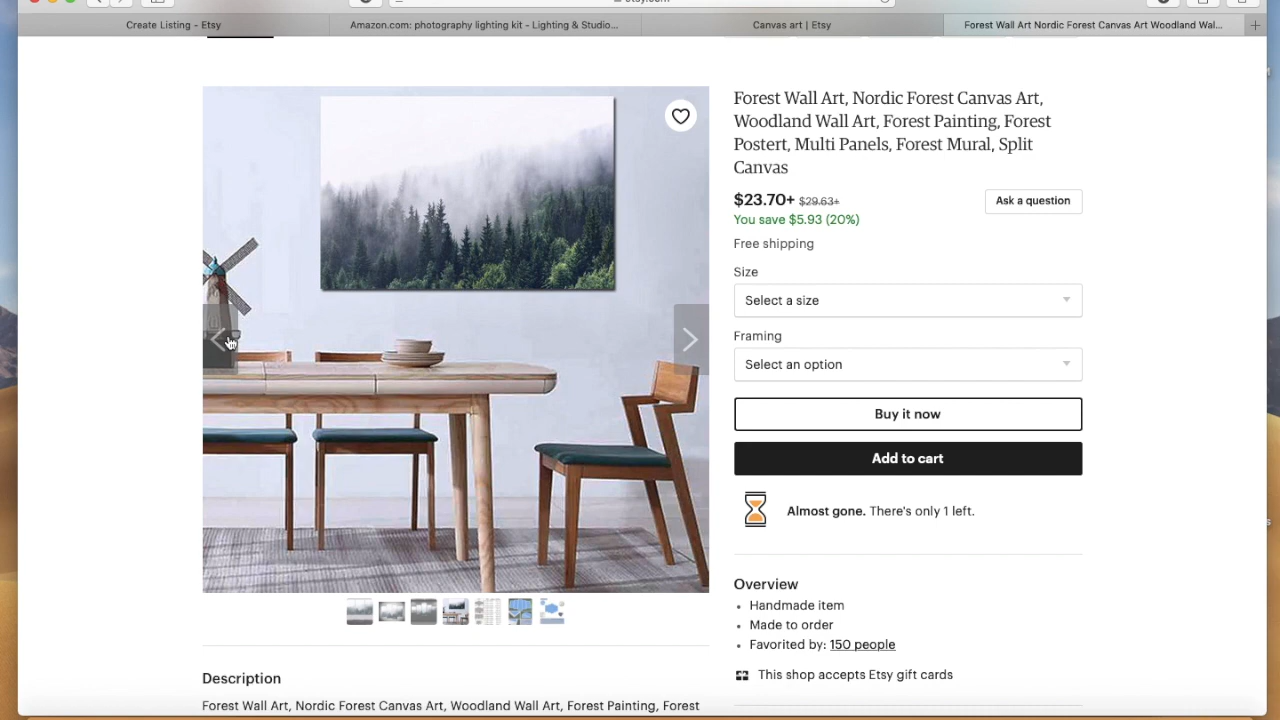 Create Listing - Etsy
Amazon.com: photography lighting kit - Lighting & Studio...
Canvas art | Etsy
Forest Wall Art Nordic Forest Canvas Art Woodland Wal...
Forest Wall Art, Nordic Forest Canvas Art,
Woodland Wall Art, Forest Painting, Forest
Postert, Multi Panels, Forest Mural, Split
Canvas
$23.70+ $29.63+
Ask a question
You save $5.93 (20%)
Free shipping
Size
Select a size
Framing
Select an option
Buy it now
Add to cart
Almost gone. There's only 1 left.
Overview
• Handmade item
• Made to order
• Favorited by: 150 people
This shop accepts Etsy gift cards
Description
Forest Wall Art, Nordic Forest Canvas Art, Woodland Wall Art, Forest Painting, Forest